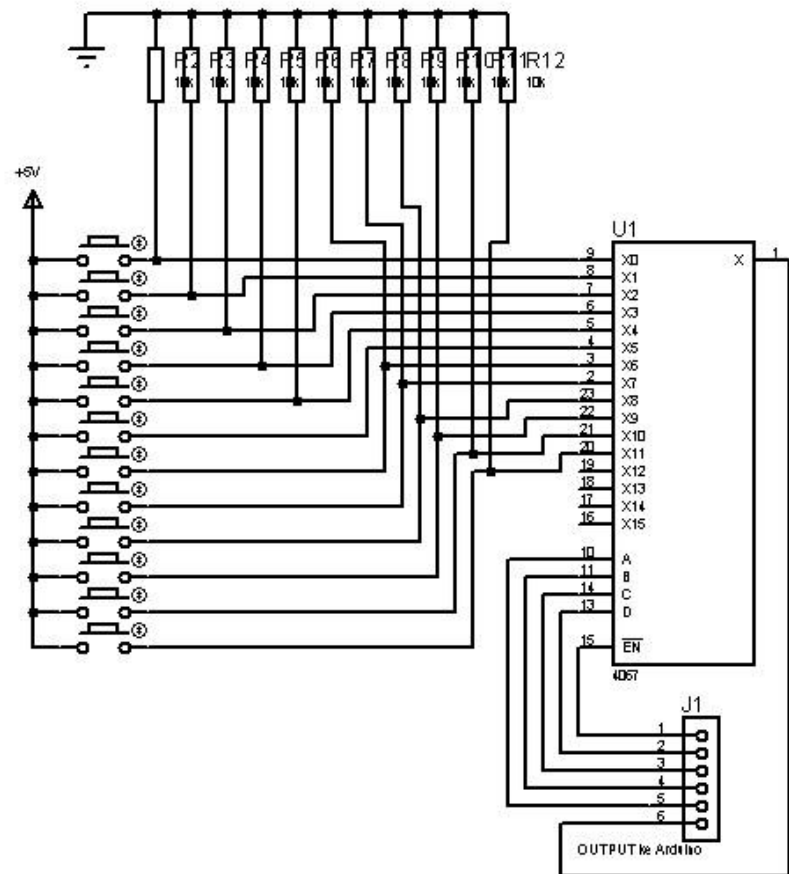 R2 R3 R4 R5 R6 R7 R8 R9 R10 R11 R12
10k 10k 10k 10k 10k 10k 10k 10k 10k 10k 10k
+5V
U1
9 X0 X 1
8 X1
7 X2
6 X3
5 X4
4 X5
3 X6
2 X7
23 X8
22 X9
21 X10
20 X11
19 X12
18 X13
17 X14
16 X15
10 A
11 B
14 C
13 D
15 EN
4067
J1
1
2
3
4
5
6
OUTPUT ke Arduino